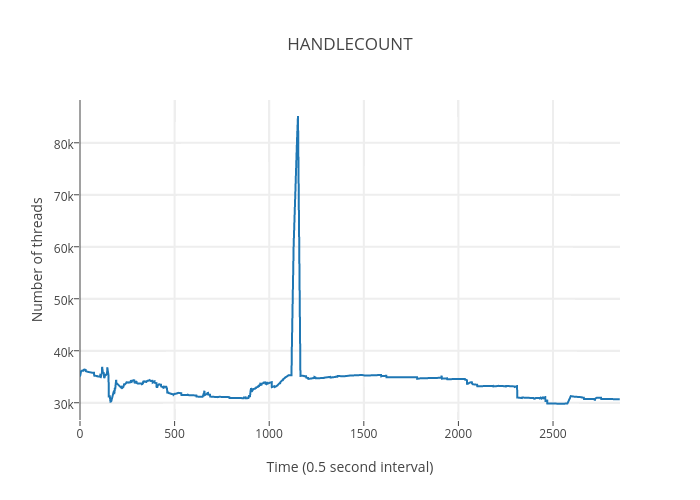 HANDLECOUNT
Number of threads
80k
70k
60k
50k
40k
30k
0 500 1000 1500 2000 2500
Time (0.5 second interval)